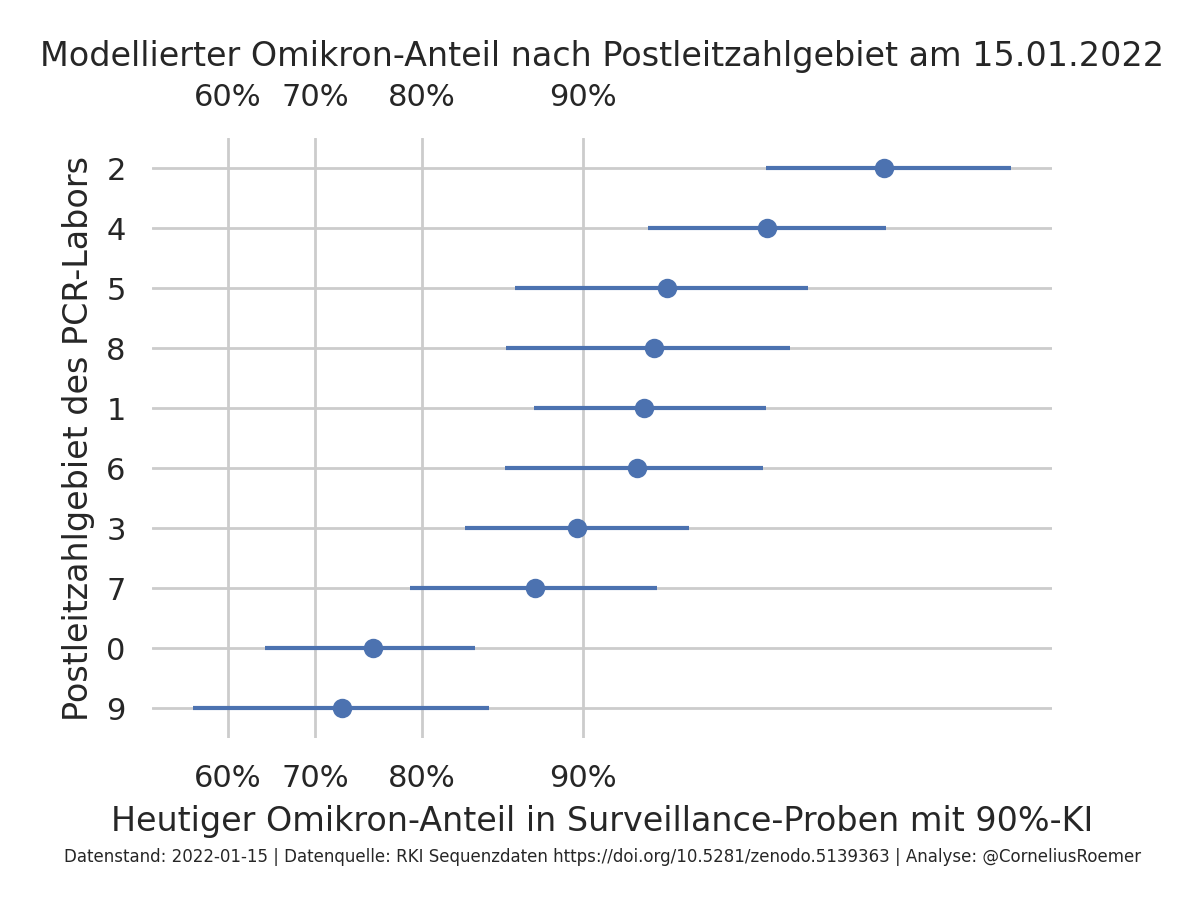 Modellierter Omikron-Anteil nach Postleitzahlgebiet am 15.01.2022
60% 70% 80% 90%
Postleitzahlgebiet des PCR-Labors
2
4
5
8
1
6
3
7
0
9
60% 70% 80% 90%
Heutiger Omikron-Anteil in Surveillance-Proben mit 90%-KI
Datenstand: 2022-01-15 | Datenquelle: RKI Sequenzdaten https://doi.org/10.5281/zenodo.5139363 | Analyse: @CorneliusRoemer